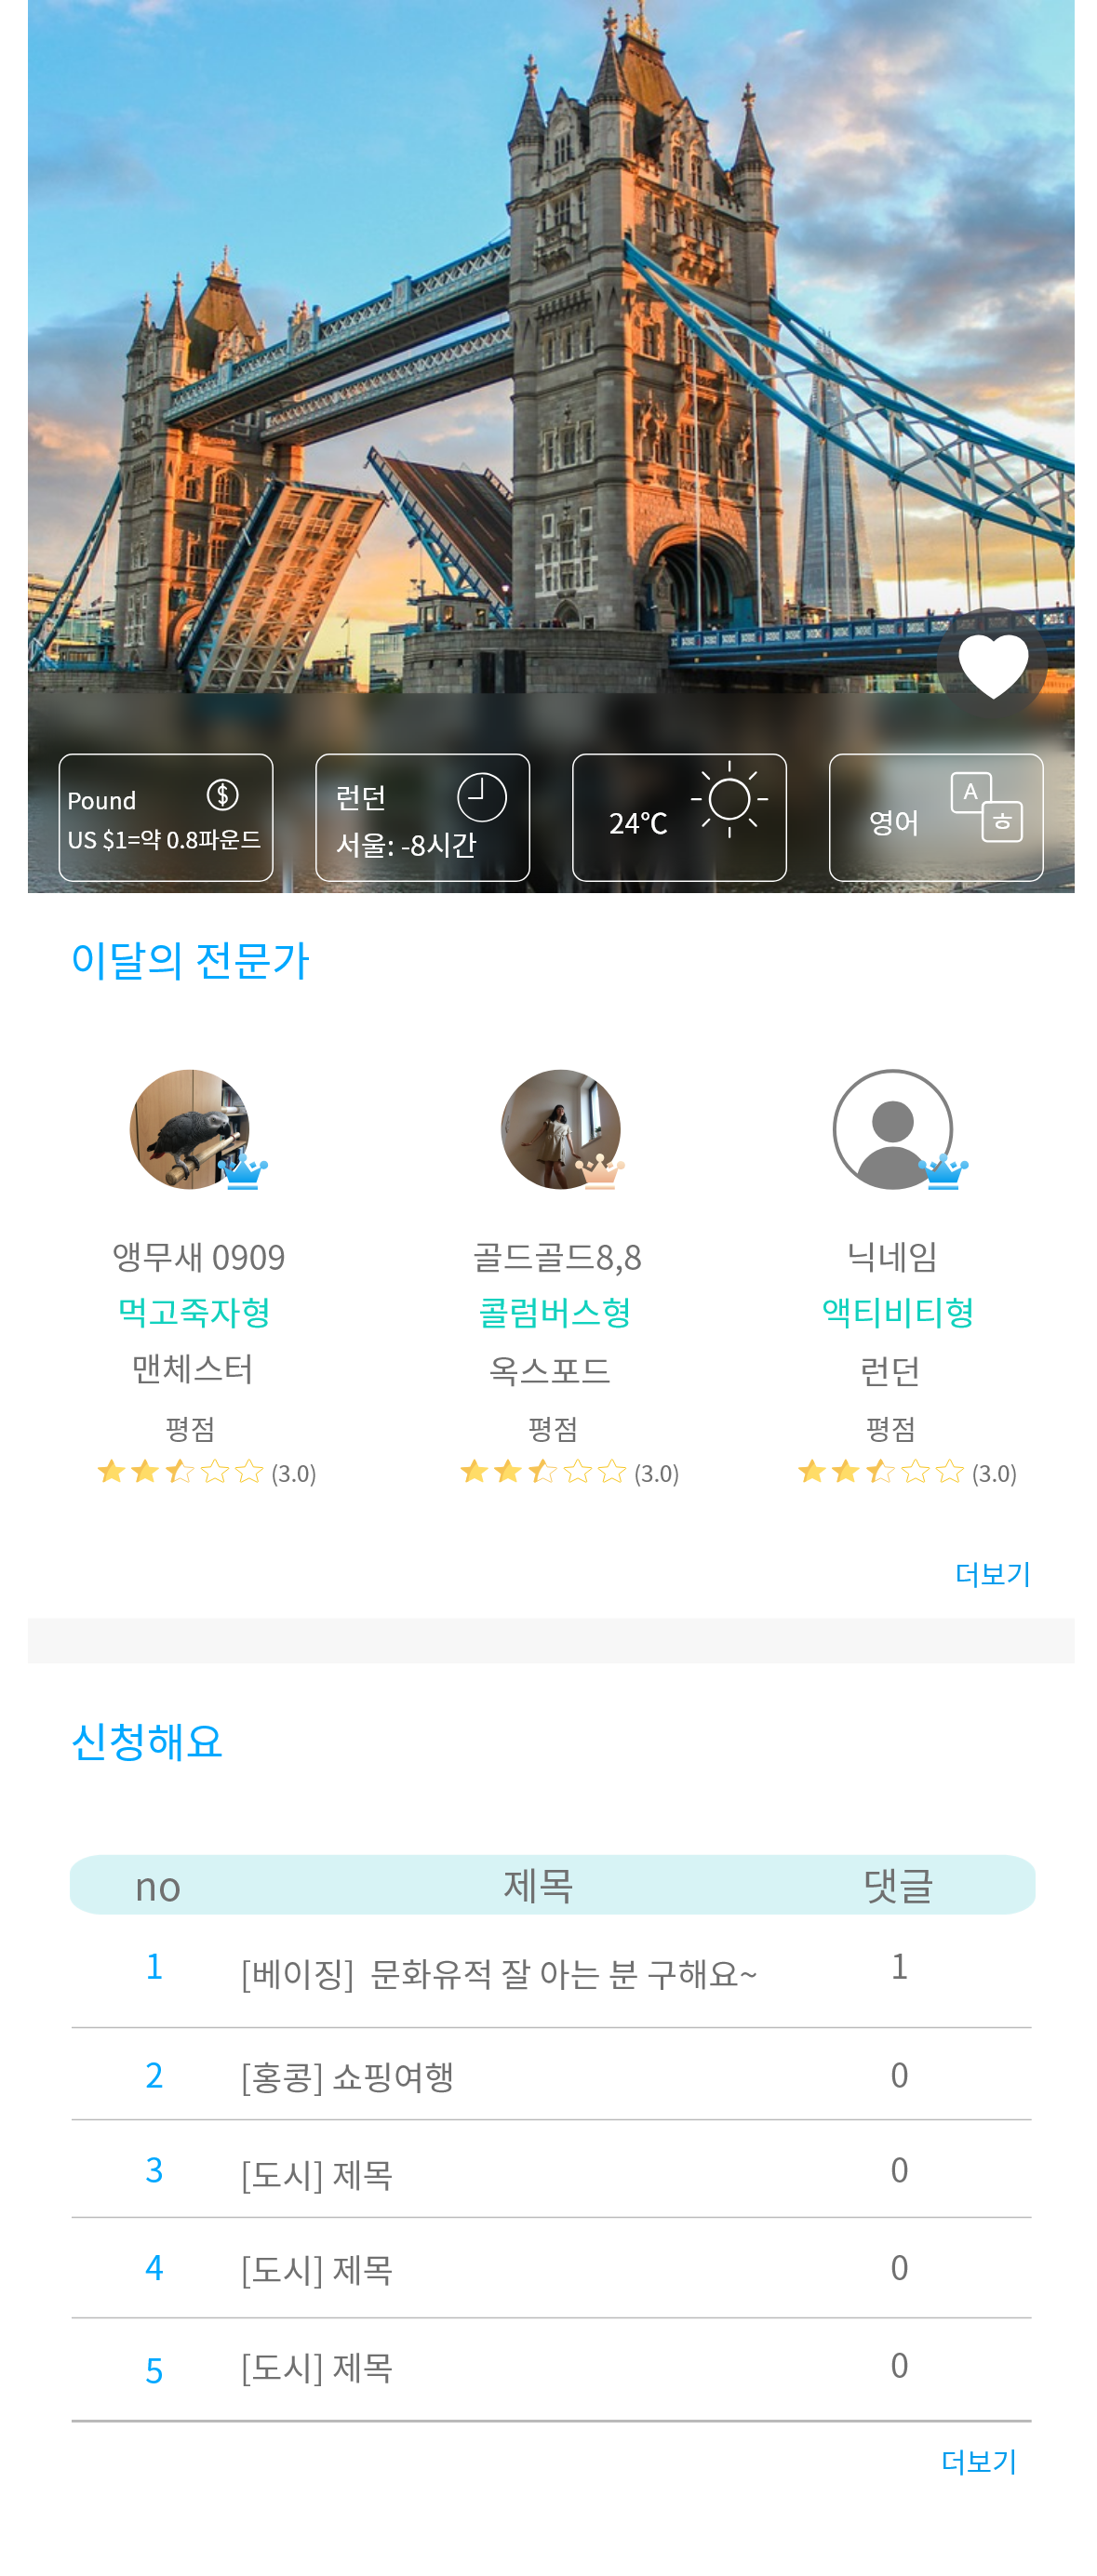 Pound
US $1=약 0.8파운드
런던
서울: -8시간
24℃
영어
A
ㅎ
이달의 전문가
앵무새 0909
먹고죽자형
맨체스터
평점
(3.0)
골드골드8,8
콜럼버스형
옥스포드
평점
(3.0)
닉네임
액티비티형
런던
평점
(3.0)
더보기
신청해요
no 제목 댓글
1 [베이징] 문화유적 잘 아는 분 구해요~ 1
2 [홍콩] 쇼핑여행 0
3 [도시] 제목 0
4 [도시] 제목 0
5 [도시] 제목 0
더보기